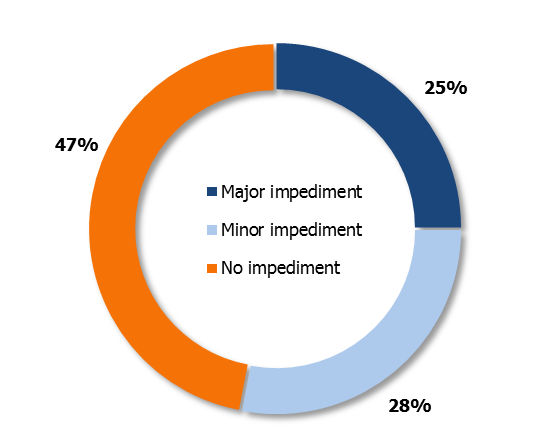 25%
47%
Major impediment
Minor impediment
No impediment
28%